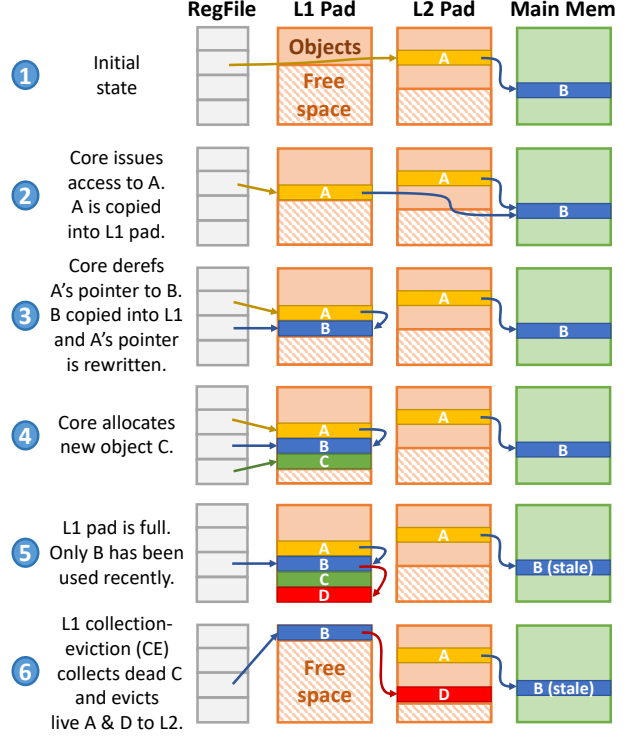 RegFile L1 Pad L2 Pad Main Mem
1
Initial
state
Objects
Free
space
A
B
2
Core issues
access to A.
A is copied
into L1 pad.
A
A
B
3
Core derefs
A's pointer to B.
B copied into L1
and A's pointer
is rewritten.
A
B
A
B
4
Core allocates
new object C.
A
B
C
A
B
5
L1 pad is full.
Only B has been
used recently.
A
B
C
D
A
B (stale)
6
L1 collection-
eviction (CE)
collects dead C
and evicts
live A & D to L2.
B
Free
space
A
D
B (stale)